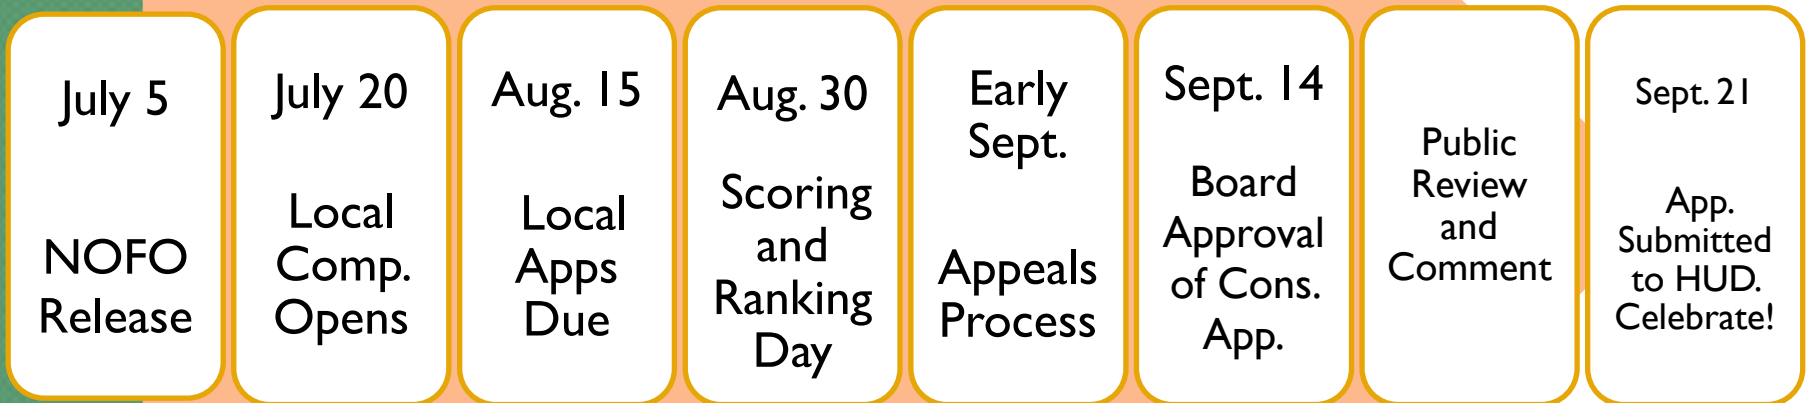 July 5
NOFO
Release
July 20
Local
Comp.
Opens
Aug. 15
Local
Apps
Due
Aug. 30
Scoring
and
Ranking
Day
Early
Sept.
Appeals
Process
Sept. 14
Board
Approval
of Cons.
App.
Public
Review
and
Comment
Sept. 21
App.
Submitted
to HUD.
Celebrate!